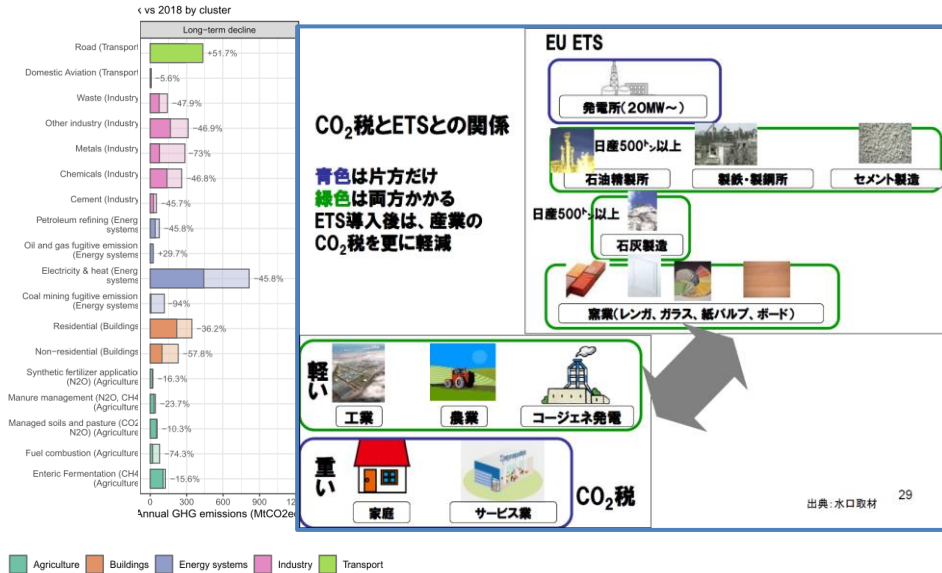 vs 2018 by cluster
Long-term decline
Road (Transport
+51.7%
Domestic Aviation (Transport
-5.6%
Waste (Industry
-47.9%
Other industry (Industry
-46.9%
Metals (Industry
-73%
Chemicals (Industry
-46.8%
Cement (Industry
-45.7%
Petroleum refining (Energ
systems
-45.8%
Oil and gas fugitive emission
(Energy systems
+29.7%
Electricity & heat (Energ
systems
-45.8%
Coal mining fugitive emission
(Energy systems
-94%
Residential (Buildings
-36.2%
Non-residential (Buildings
-57.8%
Synthetic fertilizer applicatio
(N2O) (Agriculture
-16.3%
Manure management (N2O, CH4
(Agriculture
-23.7%
Managed soils and pasture (CO2
N2O) (Agriculture
-10.3%
Fuel combustion (Agriculture
-74.3%
Enteric Fermentation (CH4
(Agriculture
-15.6%
0 300 600 900 12
Annual GHG emissions (MtCO2e
Agriculture Buildings Energy systems Industry Transport
CO₂税とETSとの関係
青色は片方だけ
緑色は両方かかる
ETS導入後は、産業の
CO₂税を更に軽減
EU ETS
発電所(20MW~)
日産500トン以上
石油精製所 製鉄・製鋼所 セメント製造
日産500トン以上
石灰製造
窯業(レンガ、ガラス、紙パルプ、ボード)
軽い
工業 農業 コージェネ発電
重い
家庭 サービス業
CO₂税
出典:水口取材
29